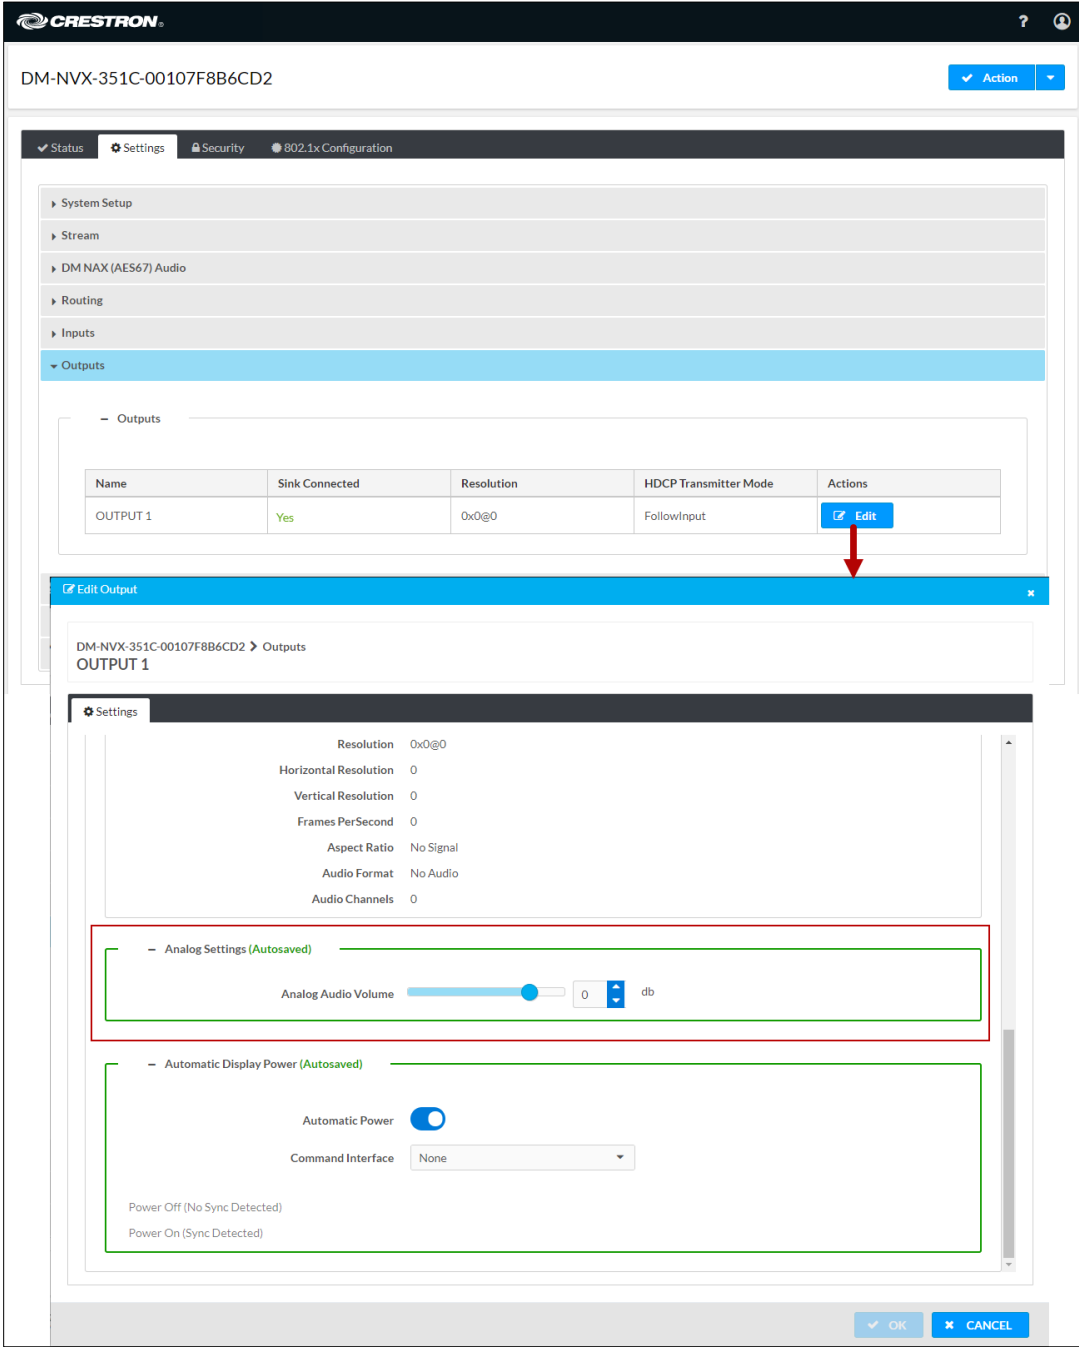 CRESTRON®
?
DM-NVX-351C-00107F8B6CD2
Action
Status Settings Security 802.1x Configuration
System Setup
Stream
DM NAX (AES67) Audio
Routing
Inputs
Outputs
Outputs
Name Sink Connected Resolution HDCP Transmitter Mode Actions
OUTPUT 1 Yes 0x0@0 FollowInput Edit
Edit Output
DM-NVX-351C-00107F8B6CD2 Outputs
OUTPUT 1
Settings
Resolution 0x0@0
Horizontal Resolution 0
Vertical Resolution 0
Frames PerSecond 0
Aspect Ratio No Signal
Audio Format No Audio
Audio Channels 0
Analog Settings (Autosaved)
Analog Audio Volume 0 db
Automatic Display Power (Autosaved)
Automatic Power
Command Interface None
Power Off (No Sync Detected)
Power On (Sync Detected)
OK CANCEL